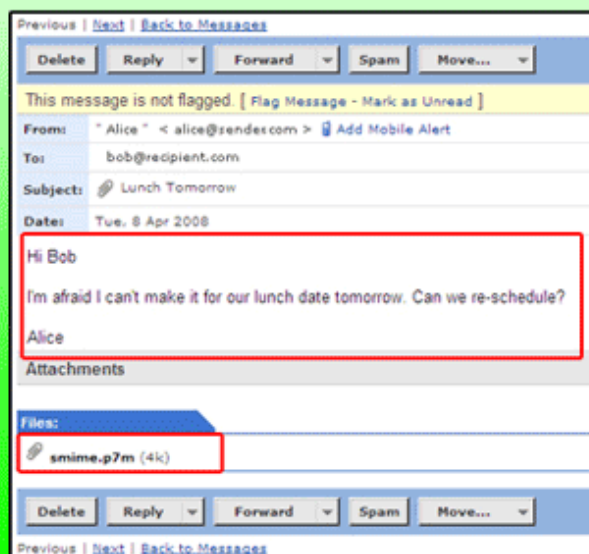 Previous | Next | Back to Messages
Delete Reply Forward Spam Move...
This message is not flagged. [ Flag Message - Mark as Unread ]
From: " Alice " < alice@sender.com > Add Mobile Alert
To: bob@recipient.com
Subject: Lunch Tomorrow
Date: Tue, 8 Apr 2008
Hi Bob
I'm afraid I can't make it for our lunch date tomorrow. Can we re-schedule?
Alice
Attachments
Files:
smime.p7m (4k)
Delete Reply Forward Spam Move...
Previous | Next | Back to Messages